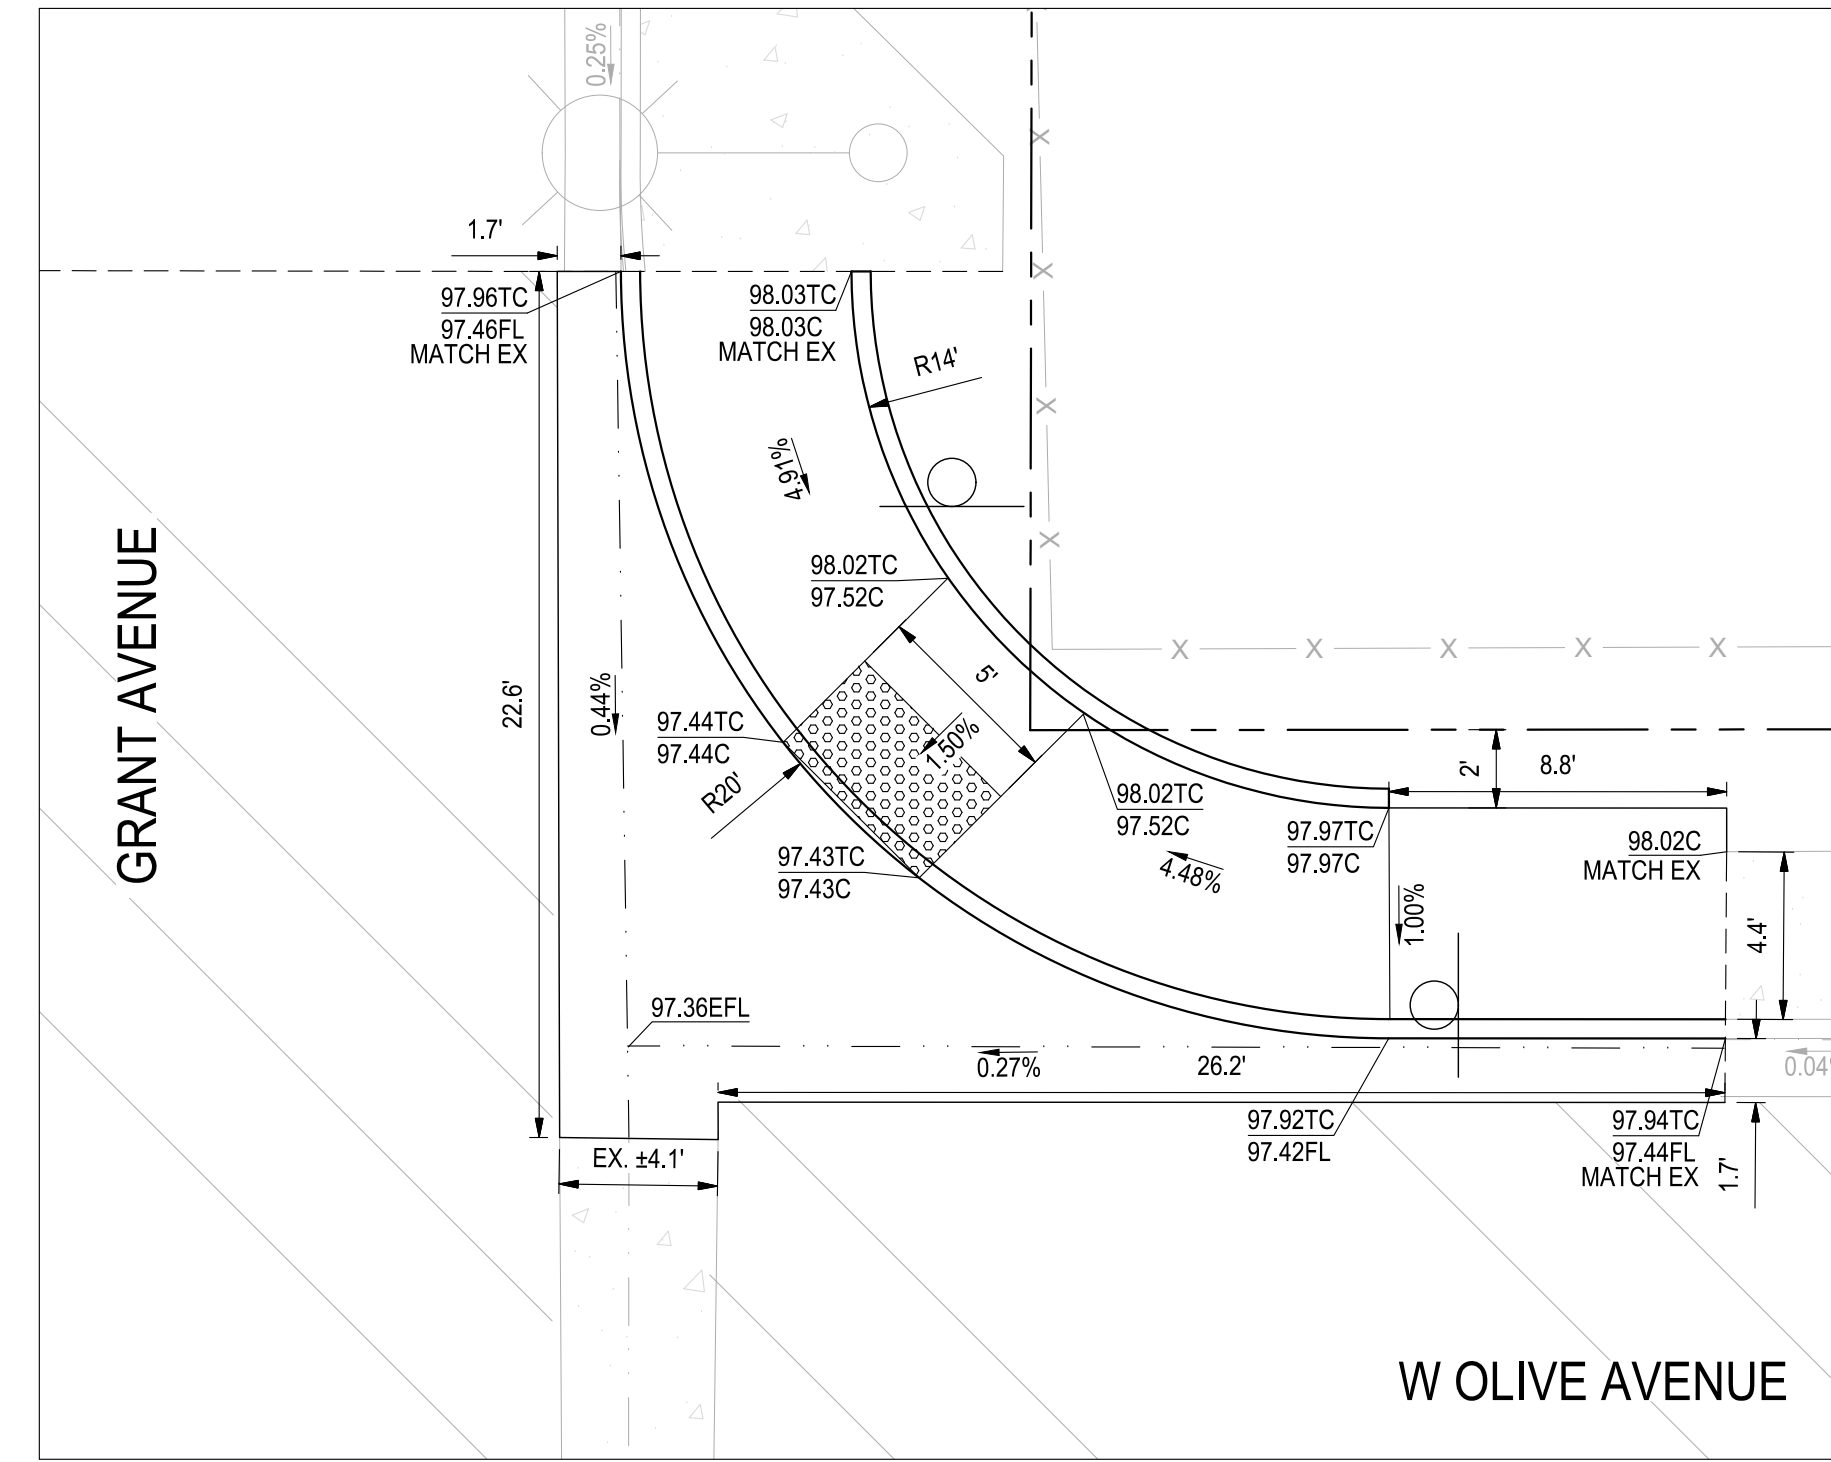 0.25%
1.7'
97.96TC
97.46FL
MATCH EX
98.03TC
98.03C
MATCH EX
R14'
X
X
X
X
4.91%
98.02TC
97.52C
GRANT AVENUE
22.6'
0.44%
5'
X
X
X
X
X
97.44TC
97.44C
1.50%
R20'
2'
8.8'
98.02TC
97.52C
97.97TC
97.97C
98.02C
MATCH EX
97.43TC
97.43C
4.48%
1.00%
4.4'
97.36EFL
0.27%
26.2'
0.04
97.92TC
97.42FL
97.94TC
97.44FL
MATCH EX
1.7'
EX. ±4.1'
W OLIVE AVENUE